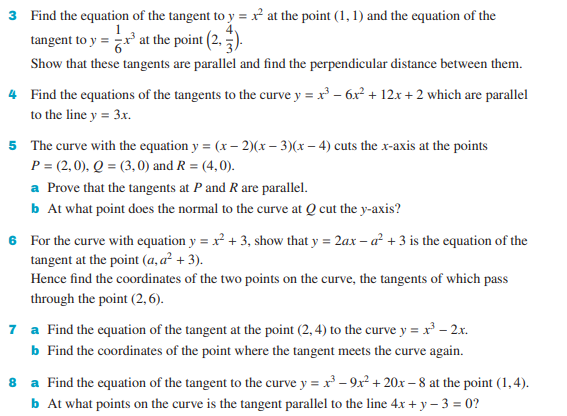 3 Find the equation of the tangent to y = x² at the point (1, 1) and the equation of the
tangent to y = 1/6 x³ at the point (2, 4/3).
Show that these tangents are parallel and find the perpendicular distance between them.
4 Find the equations of the tangents to the curve y = x³ – 6x² + 12x + 2 which are parallel
to the line y = 3x.
5 The curve with the equation y = (x – 2)(x – 3)(x – 4) cuts the x-axis at the points
P = (2, 0), Q = (3, 0) and R = (4, 0).
a Prove that the tangents at P and R are parallel.
b At what point does the normal to the curve at Q cut the y-axis?
6 For the curve with equation y = x² + 3, show that y = 2ax – a² + 3 is the equation of the
tangent at the point (a, a² + 3).
Hence find the coordinates of the two points on the curve, the tangents of which pass
through the point (2, 6).
7 a Find the equation of the tangent at the point (2, 4) to the curve y = x³ – 2x.
b Find the coordinates of the point where the tangent meets the curve again.
8 a Find the equation of the tangent to the curve y = x³ – 9x² + 20x – 8 at the point (1, 4).
b At what points on the curve is the tangent parallel to the line 4x + y – 3 = 0?